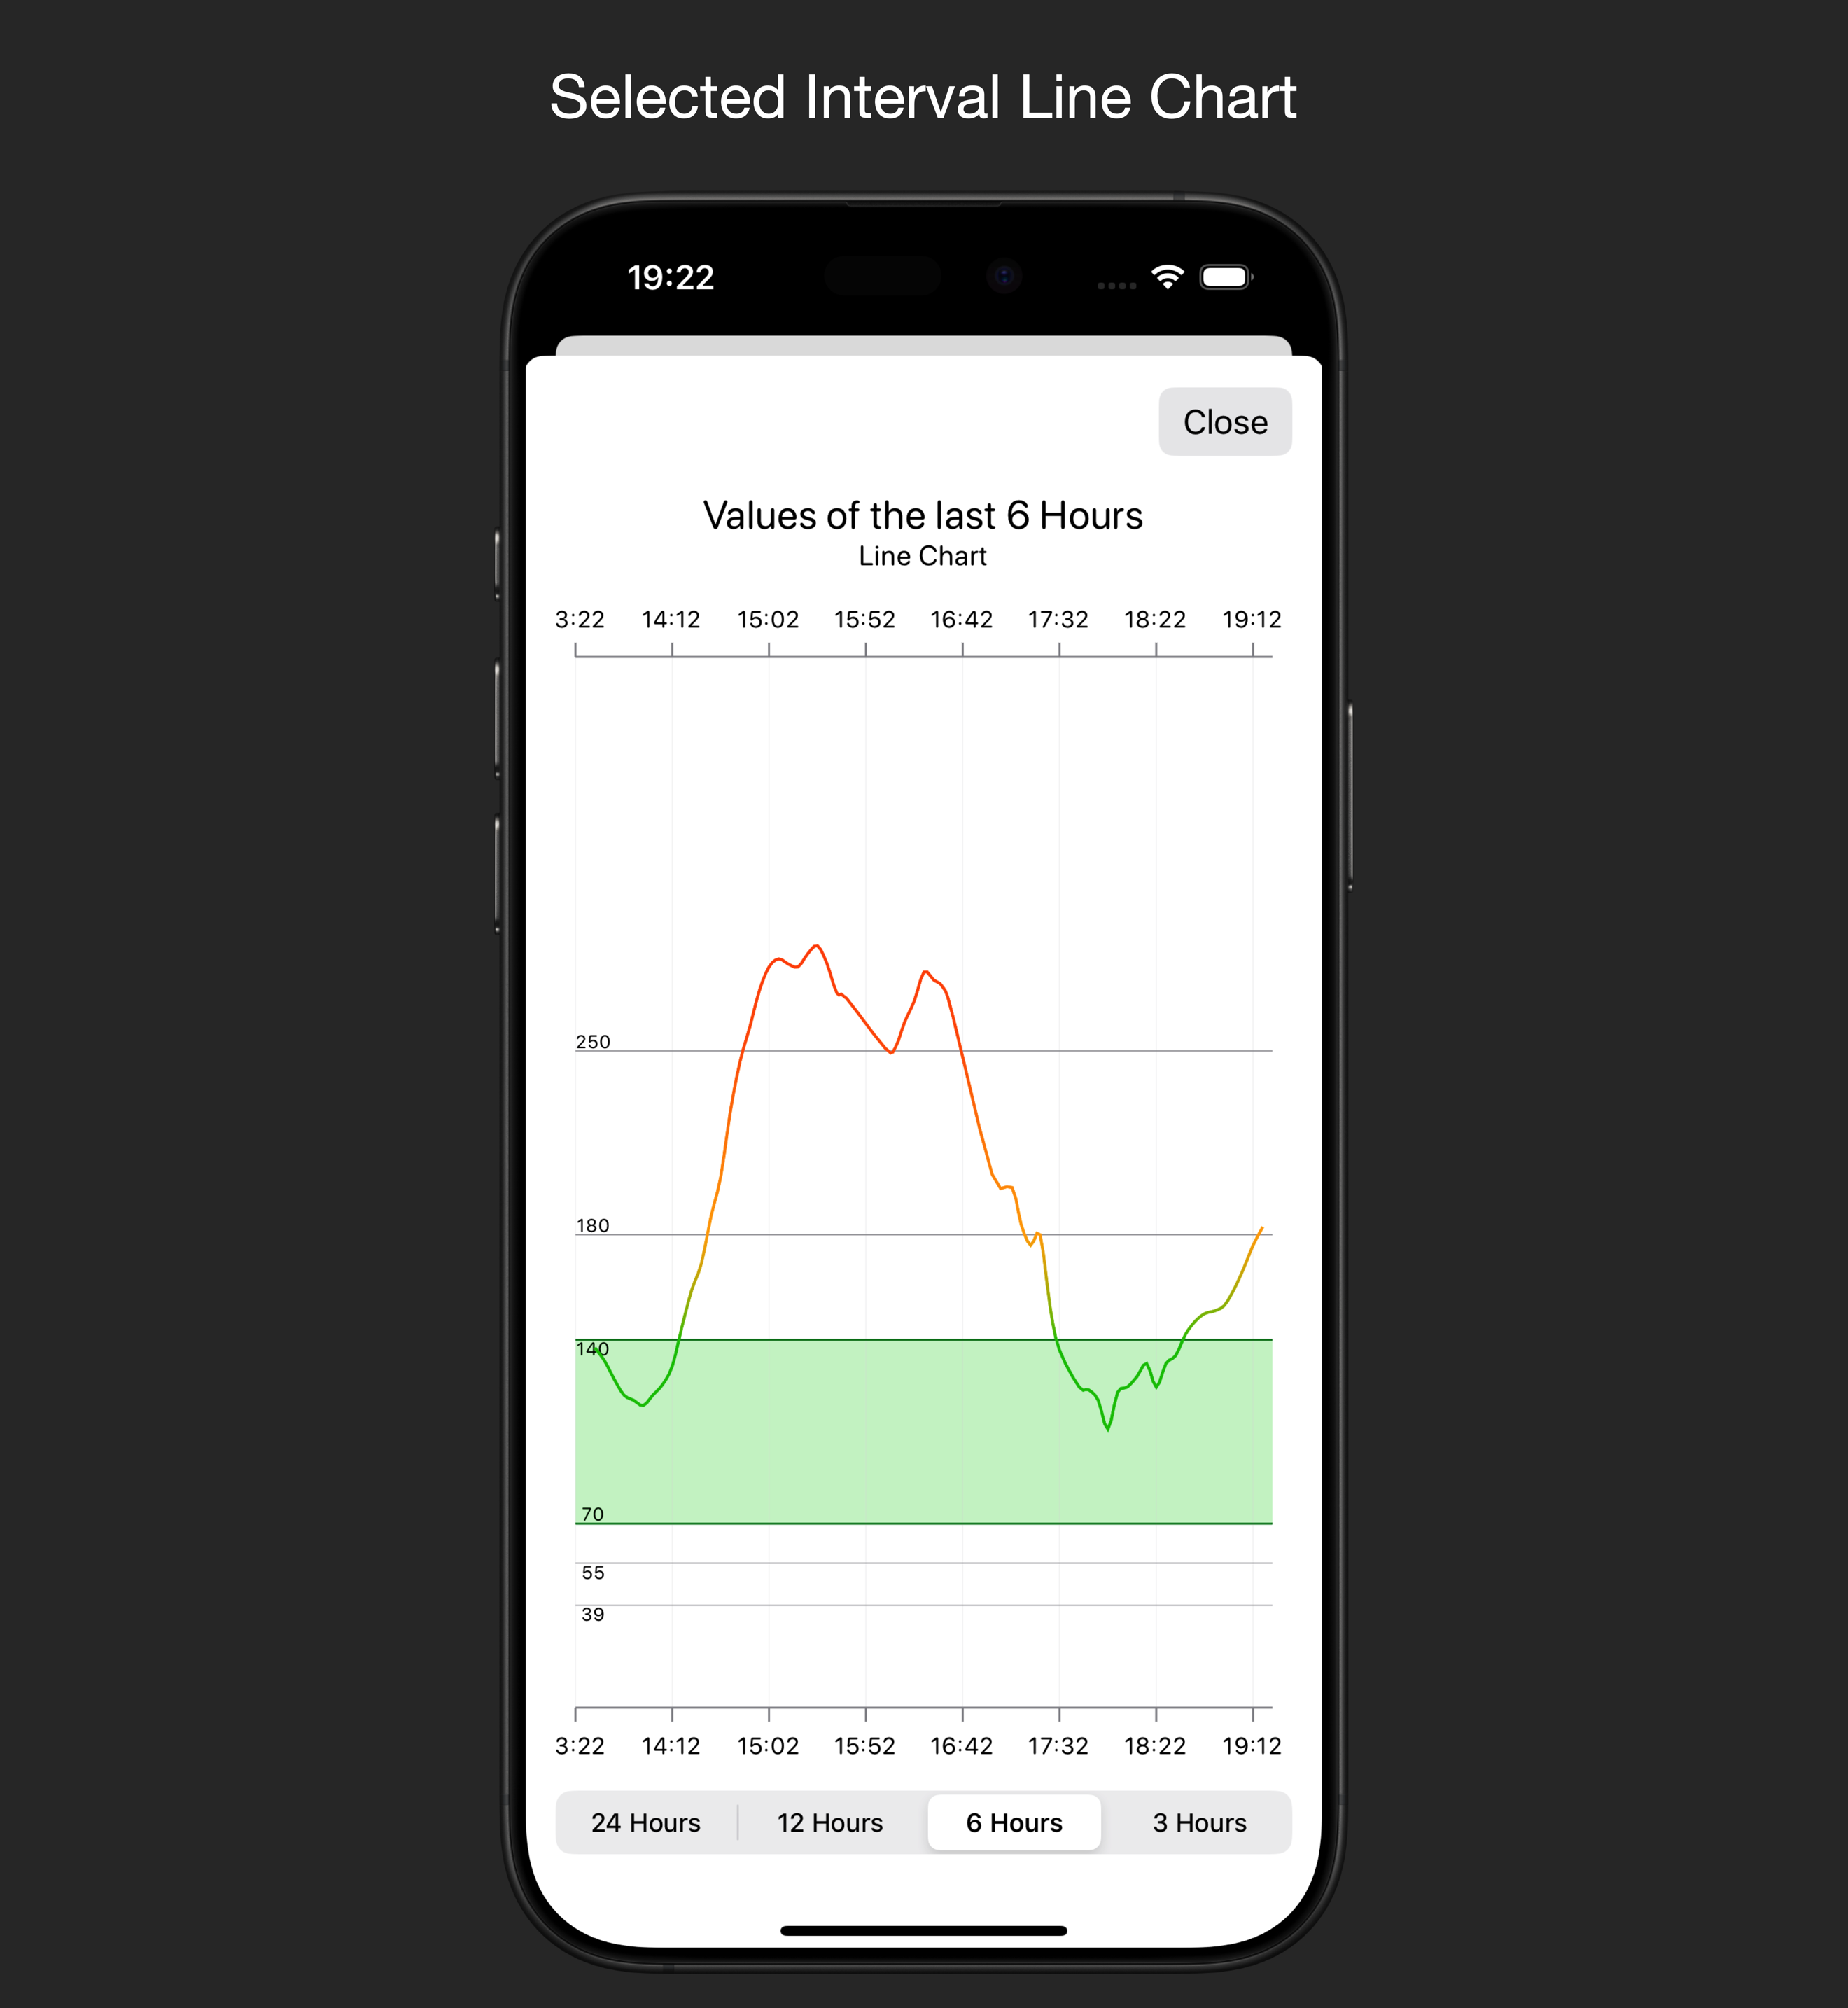 Selected Interval Line Chart
19:22
Close
Values of the last 6 Hours
Line Chart
3:22 14:12 15:02 15:52 16:42 17:32 18:22 19:12
250
180
140
70
55
39
3:22 14:12 15:02 15:52 16:42 17:32 18:22 19:12
24 Hours 12 Hours 6 Hours 3 Hours